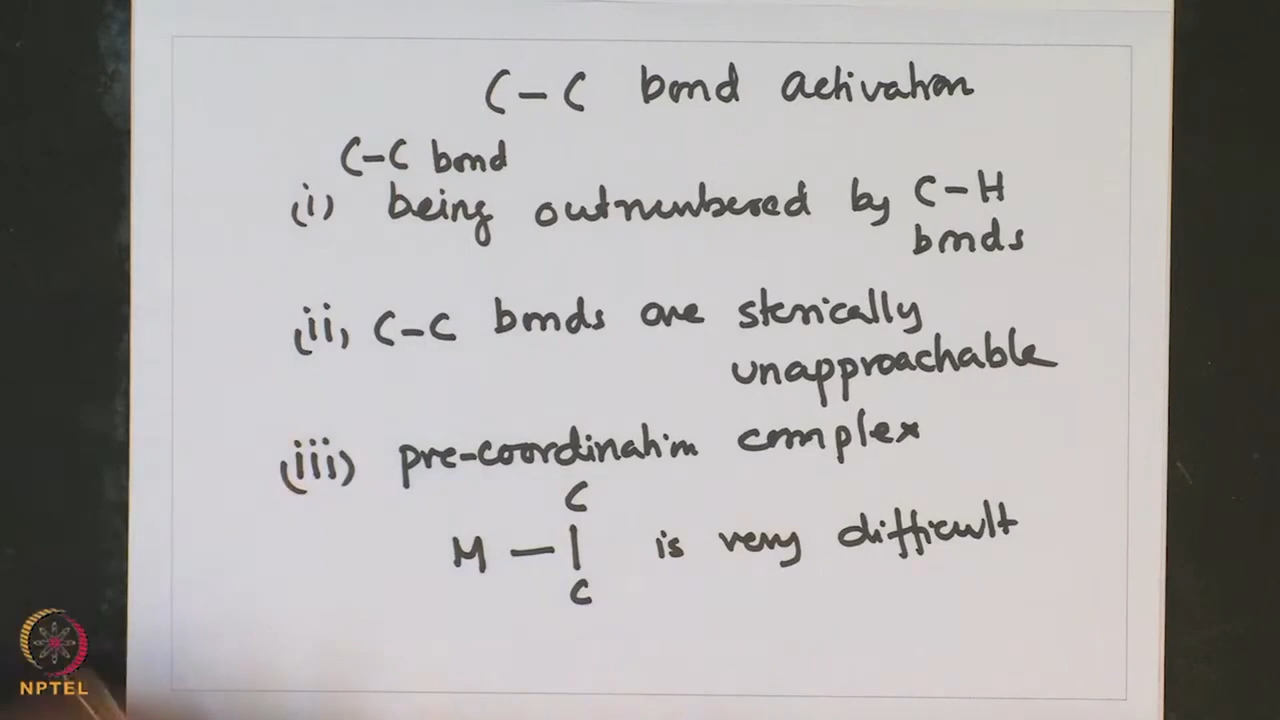 C-C bond activation
C-C bond
(i) being outnumbered by C-H
bonds
(ii) C-C bonds are sterically
unapproachable
(iii) pre-coordination complex
C
M - | is very difficult
C
NPTEL